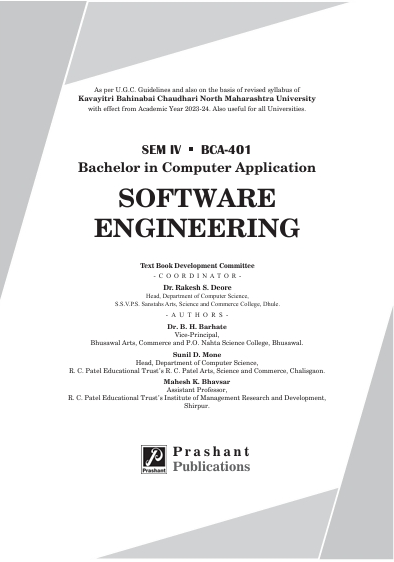 As per U.G.C. Guidelines and also on the basis of revised syllabus of
Kavayitri Bahinabai Chaudhari North Maharashtra University
with effect from Academic Year 2023-24. Also useful for all Universities.
SEM IV ▪ BCA-401
Bachelor in Computer Application
SOFTWARE
ENGINEERING
Text Book Development Committee
- C O O R D I N A T O R -
Dr. Rakesh S. Deore
Head, Department of Computer Science,
S.S.V.P.S. Sanstahs Arts, Science and Commerce College, Dhule.
- A U T H O R S -
Dr. B. H. Barhate
Vice-Principal,
Bhusawal Arts, Commerce and P.O. Nahta Science College, Bhusawal.
Sunil D. Mone
Head, Department of Computer Science,
R. C. Patel Educational Trust's R. C. Patel Arts, Science and Commerce, Chalisgaon.
Mahesh K. Bhavsar
Assistant Professor,
R. C. Patel Educational Trust's Institute of Management Research and Development,
Shirpur.
Prashant
Prashant
Publications